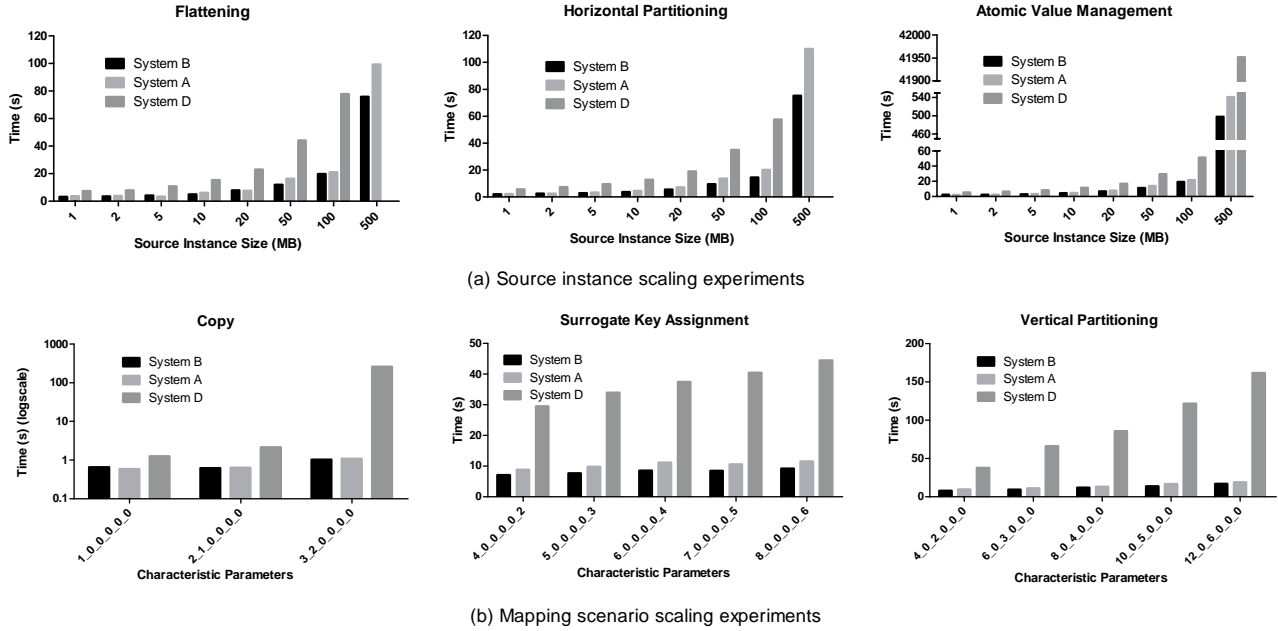 Flattening
Time (s)
120
100
80
60
40
20
0
System B
System A
System D
1
2
5
10
20
50
100
500
Source Instance Size (MB)
Horizontal Partitioning
Time (s)
120
100
80
60
40
20
0
System B
System A
System D
1
2
5
10
20
50
100
500
Source Instance Size (MB)
Atomic Value Management
Time (s)
42000
41950
41900
540
500
460
60
40
20
0
System B
System A
System D
1
2
5
10
20
50
100
500
Source Instance Size (MB)
(a) Source instance scaling experiments
Copy
Time (s) (logscale)
1000
100
10
1
0.1
System B
System A
System D
1_0_0_0_0_0
2_1_0_0_0_0
3_2_0_0_0_0
Characteristic Parameters
Surrogate Key Assignment
Time (s)
50
40
30
20
10
0
System B
System A
System D
4_0_0_0_0_2
5_0_0_0_0_3
6_0_0_0_0_4
7_0_0_0_0_5
8_0_0_0_0_6
Characteristic Parameters
Vertical Partitioning
Time (s)
200
150
100
50
0
System B
System A
System D
4_0_2_0_0_0
6_0_3_0_0_0
8_0_4_0_0_0
10_0_5_0_0_0
12_0_6_0_0_0
Characteristic Parameters
(b) Mapping scenario scaling experiments